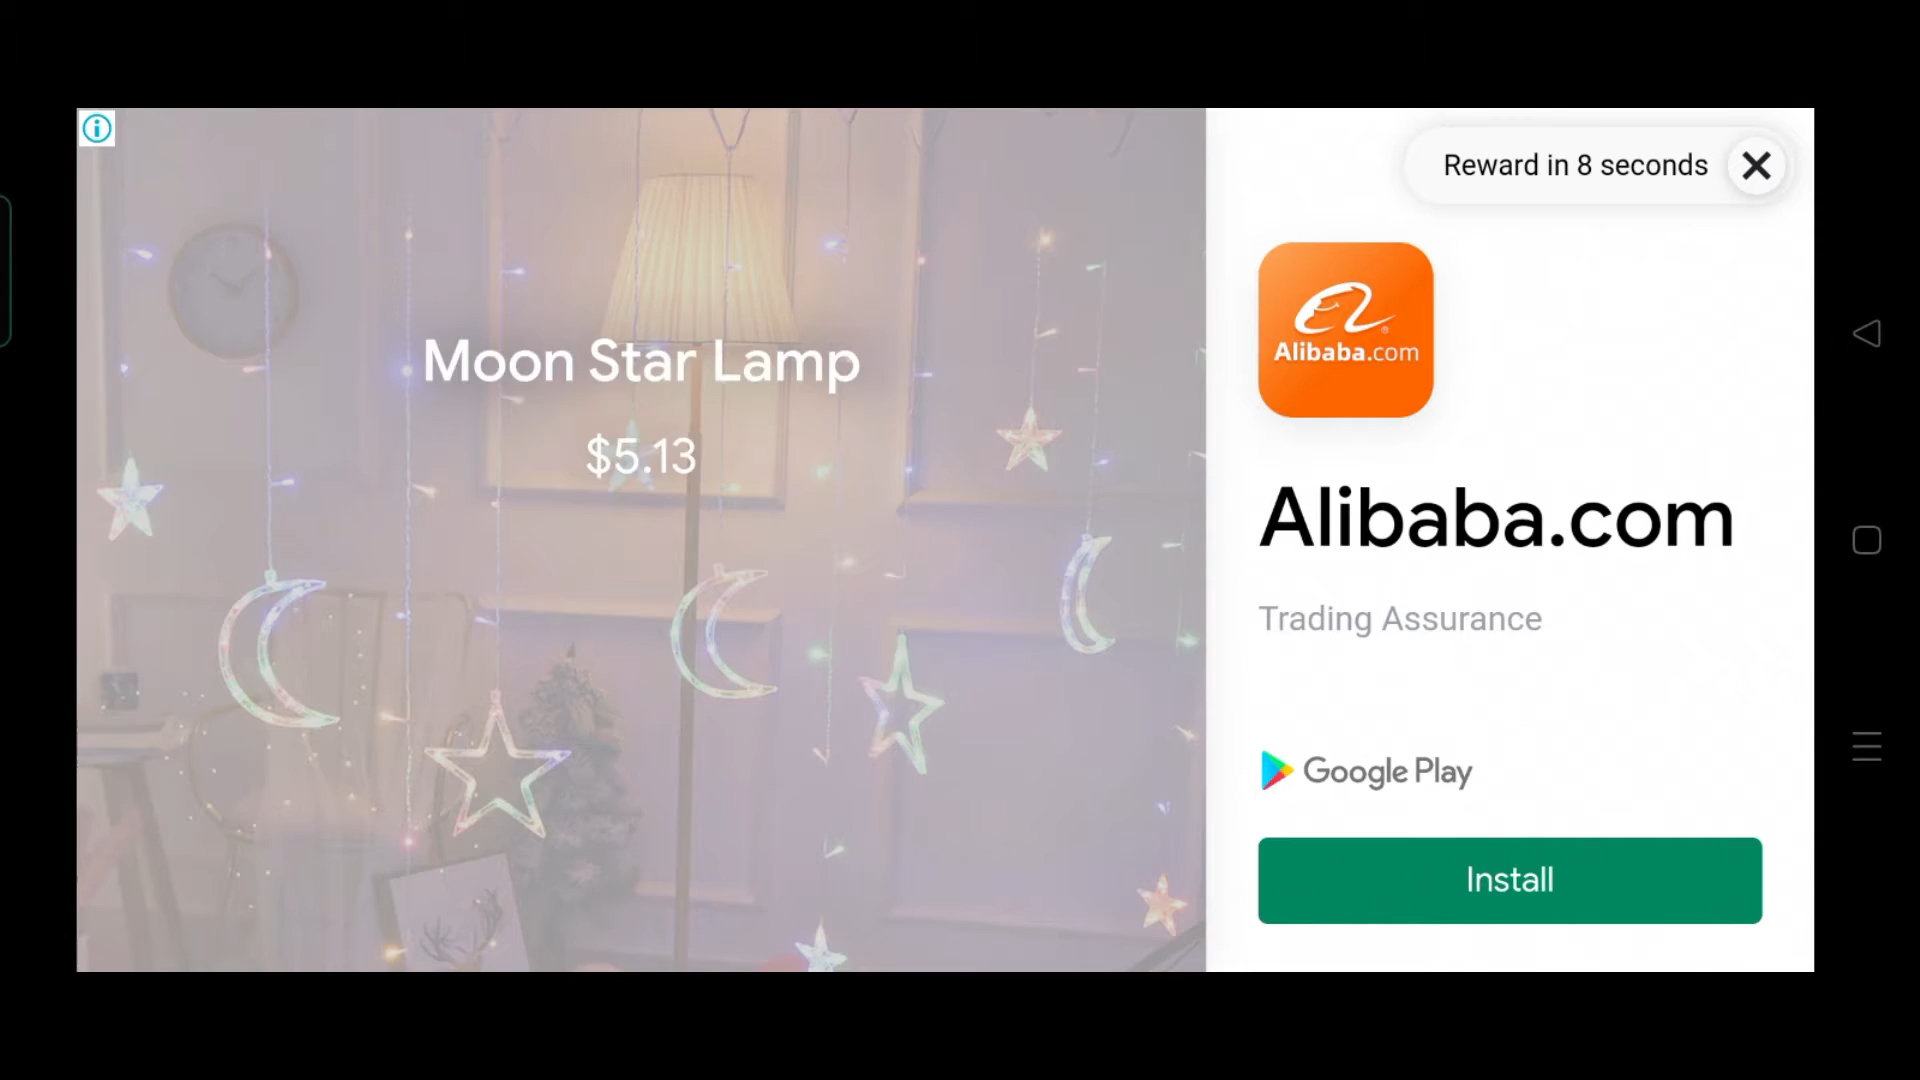 Moon Star Lamp
$5.13
Reward in 8 seconds
Alibaba.com
Alibaba.com
Trading Assurance
Google Play
Install